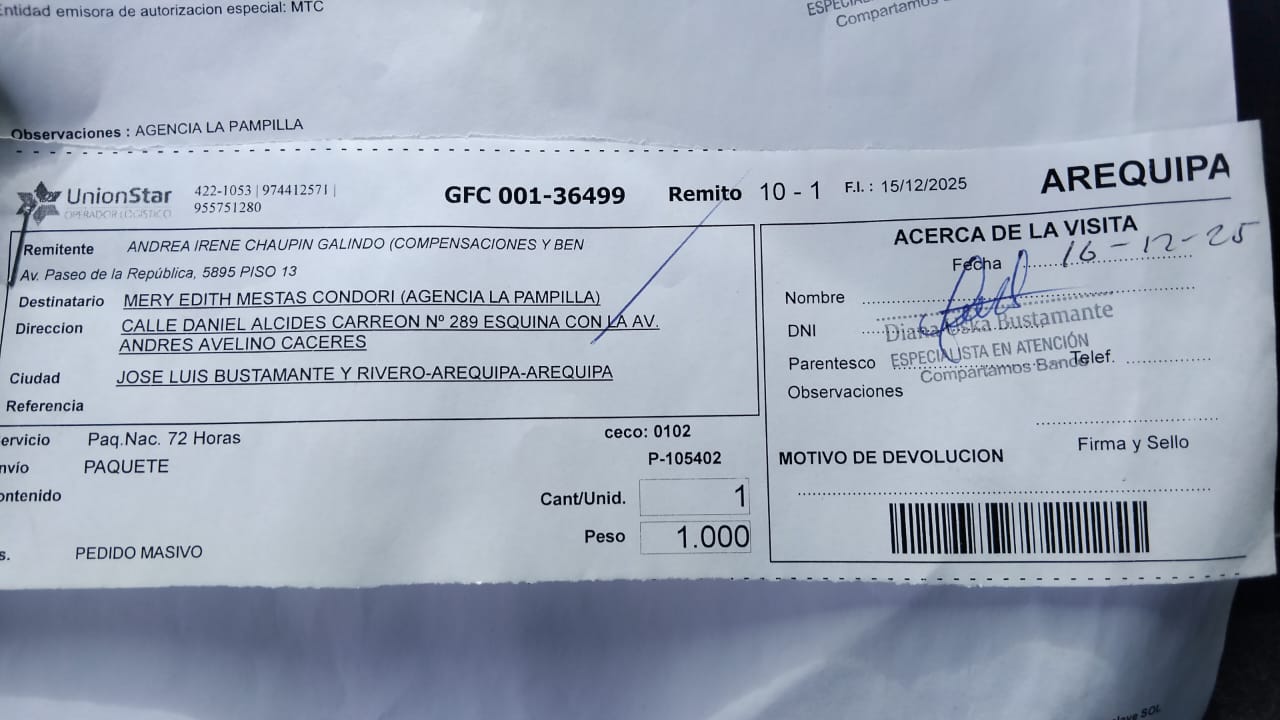 Entidad emisora de autorizacion especial: MTC
Compartamos
Observaciones : AGENCIA LA PAMPILLA
UnionStar
OPERADOR LOGÍSTICO
422-1053 | 974412571 |
955751280
GFC 001-36499
Remito 10 - 1
F.I. : 15/12/2025
AREQUIPA
Remitente ANDREA IRENE CHAUPIN GALINDO (COMPENSACIONES Y BEN
Av. Paseo de la República, 5895 PISO 13
Destinatario MERY EDITH MESTAS CONDORI (AGENCIA LA PAMPILLA)
Direccion CALLE DANIEL ALCIDES CARREON Nº 289 ESQUINA CON LA AV.
ANDRES AVELINO CACERES
Ciudad JOSE LUIS BUSTAMANTE Y RIVERO-AREQUIPA-AREQUIPA
Referencia
ervicio Paq.Nac. 72 Horas
nvío PAQUETE
ontenido
s. PEDIDO MASIVO
ceco: 0102
P-105402
Cant/Unid. 1
Peso 1.000
ACERCA DE LA VISITA
Fecha 16-12-25
Nombre
DNI
Diana Bustamante
Parentesco
ESPECIALISTA EN ATENCIÓN
Compartamos Banco
Telef.
Observaciones
Firma y Sello
MOTIVO DE DEVOLUCION
SOL